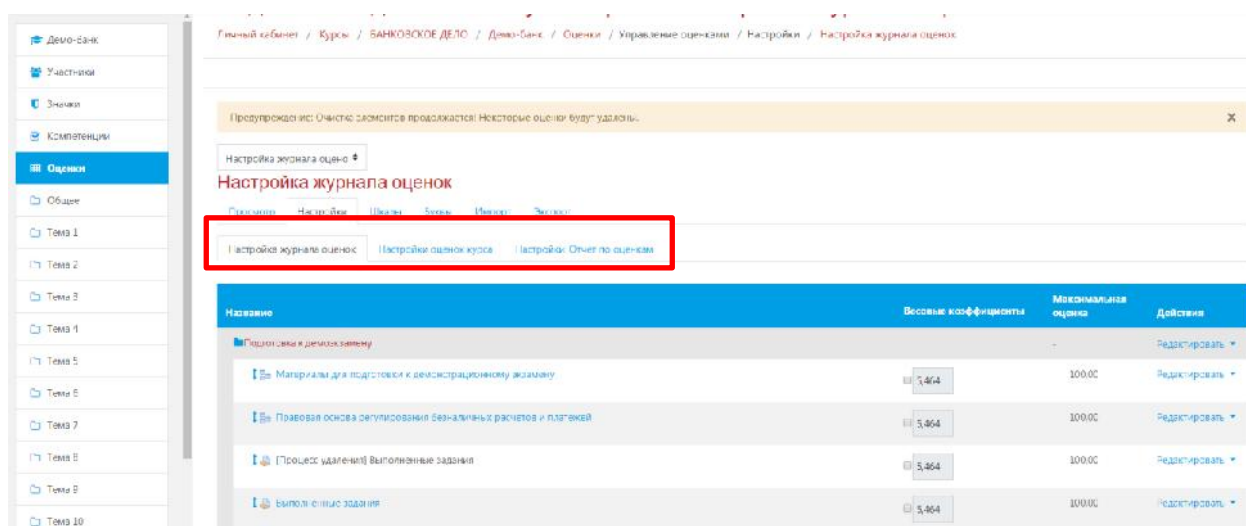 Демо-банк
Участники
Значки
Компетенции
Оценки
Общее
Тема 1
Тема 2
Тема 3
Тема 4
Тема 5
Тема 6
Тема 7
Тема 8
Тема 9
Тема 10
Личный кабинет / Курсы / БАНКОВСКОЕ ДЕЛО / Демо-банк / Оценки / Управление оценками / Настройки / Настройка журнала оценок
Предупреждение: Очистка элементов продолжается! Некоторые оценки будут удалены. ×
Настройка журнала оцено
Настройка журнала оценок
Просмотр Настройки Шкалы Буквы Импорт Экспорт
Настройка журнала оценок Настройки оценок курса Настройки: Отчет по оценкам
Название Весовые коэффициенты Максимальная оценка Действия
Подготовка к демоэкзамену - Редактировать
Материалы для подготовки к демонстрационному экзамену 5,464 100,00 Редактировать
Правовая основа регулирования безналичных расчетов и платежей 5,464 100,00 Редактировать
[Процесс удаления] Выполненные задания 5,464 100,00 Редактировать
Выполненные задания 5,464 100,00 Редактировать